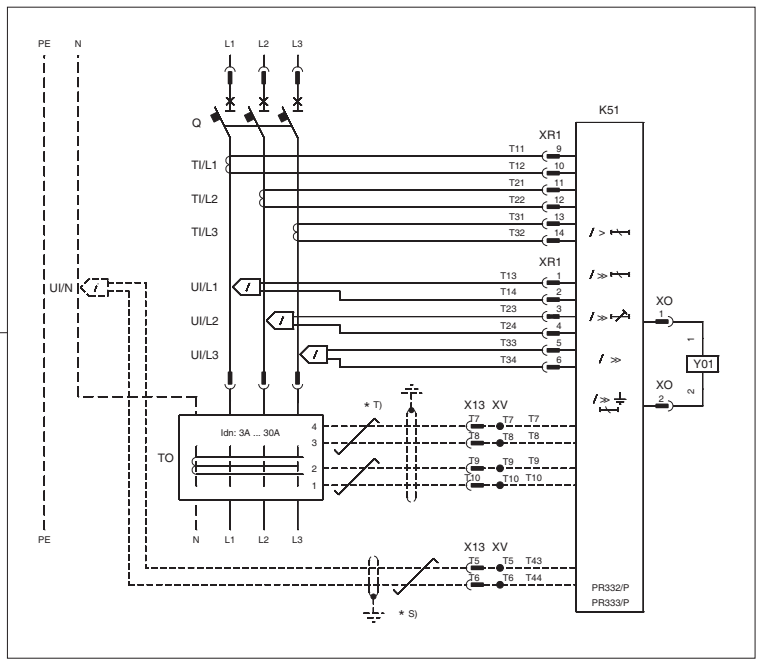 PE N L1 L2 L3
K51
Q
XR1
T11 9
TI/L1 T12 10
T21 11
TI/L2 T22 12
T31 13
TI/L3 T32 14
I >
XR1
T13 1
I >>
UI/N UI/L1 T14 2
T23 3
XO
UI/L2 I >> 1
T24 4
T33 5
1
UI/L3 I >>
T34 6
Y01
XO
2
I >> 2
* T) X13 XV
4 T7 T7 T7
Idn: 3A ... 30A
3 T8 T8 T8
TO
2 T9 T9 T9
1 T10 T10 T10
PE N L1 L2 L3
X13 XV
T5 T5 T43
T6 T6 T44
PR332/P
PR333/P
* S)